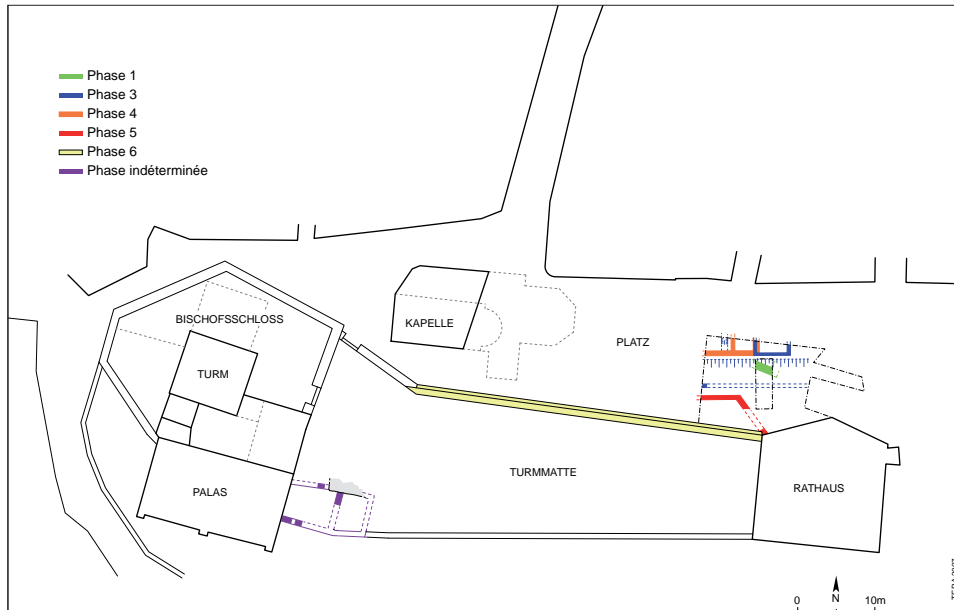 Phase 1
Phase 3
Phase 4
Phase 5
Phase 6
Phase indéterminée
BISCHOFSSCHLOSS
KAPELLE
PLATZ
TURM
TURMMATTE
PALAS
RATHAUS
N
0 10m